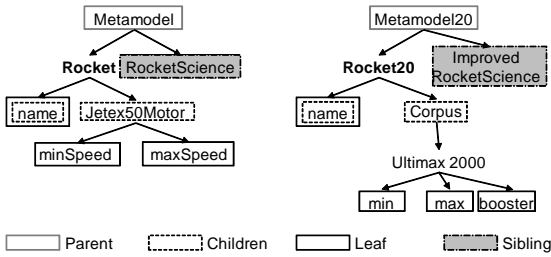 Metamodel
Rocket
RocketScience
name
Jetex50Motor
minSpeed
maxSpeed
Metamodel20
Rocket20
Improved
RocketScience
name
Corpus
Ultimax 2000
min
max
booster
Parent
Children
Leaf
Sibling